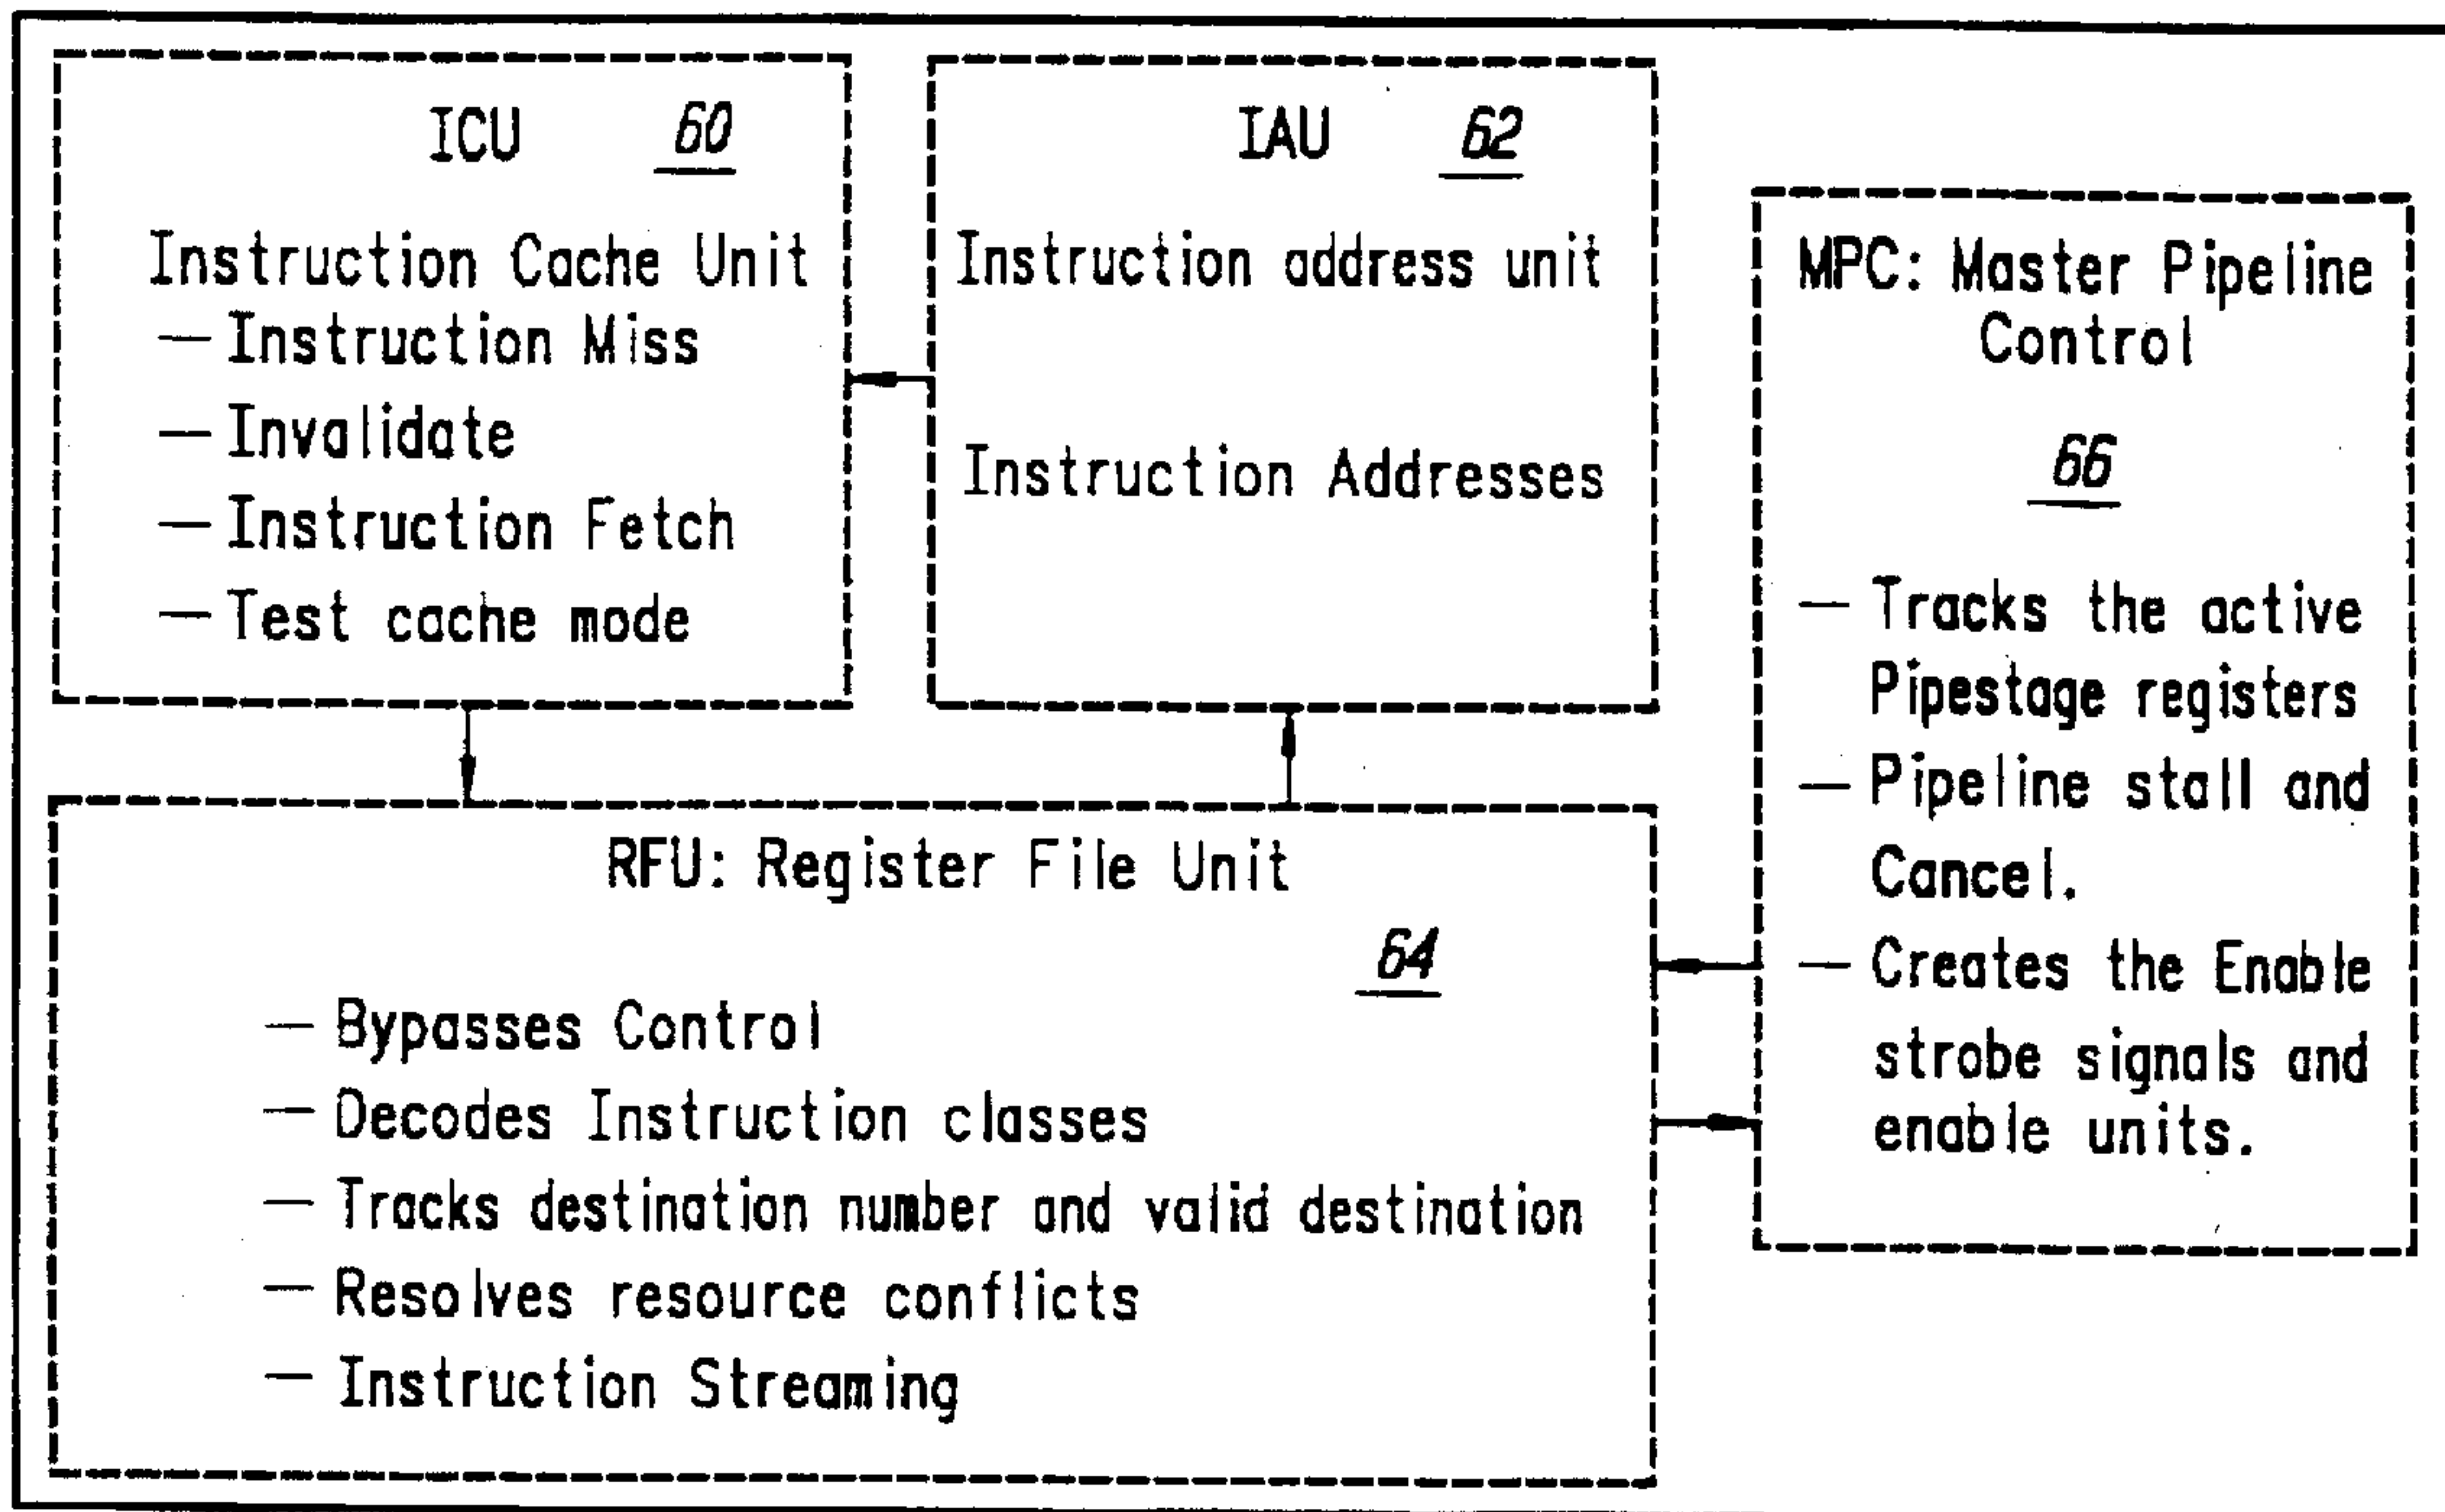 ICU 60
Instruction Cache Unit
— Instruction Miss
— Invalidate
— Instruction Fetch
— Test cache mode
IAU 62
Instruction address unit
Instruction Addresses
MPC: Master Pipeline
Control
66
— Tracks the active
Pipestage registers
— Pipeline stall and
Cancel.
— Creates the Enable
strobe signals and
enable units.
RFU: Register File Unit
64
— Bypasses Control
— Decodes Instruction classes
— Tracks destination number and valid destination
— Resolves resource conflicts
— Instruction Streaming